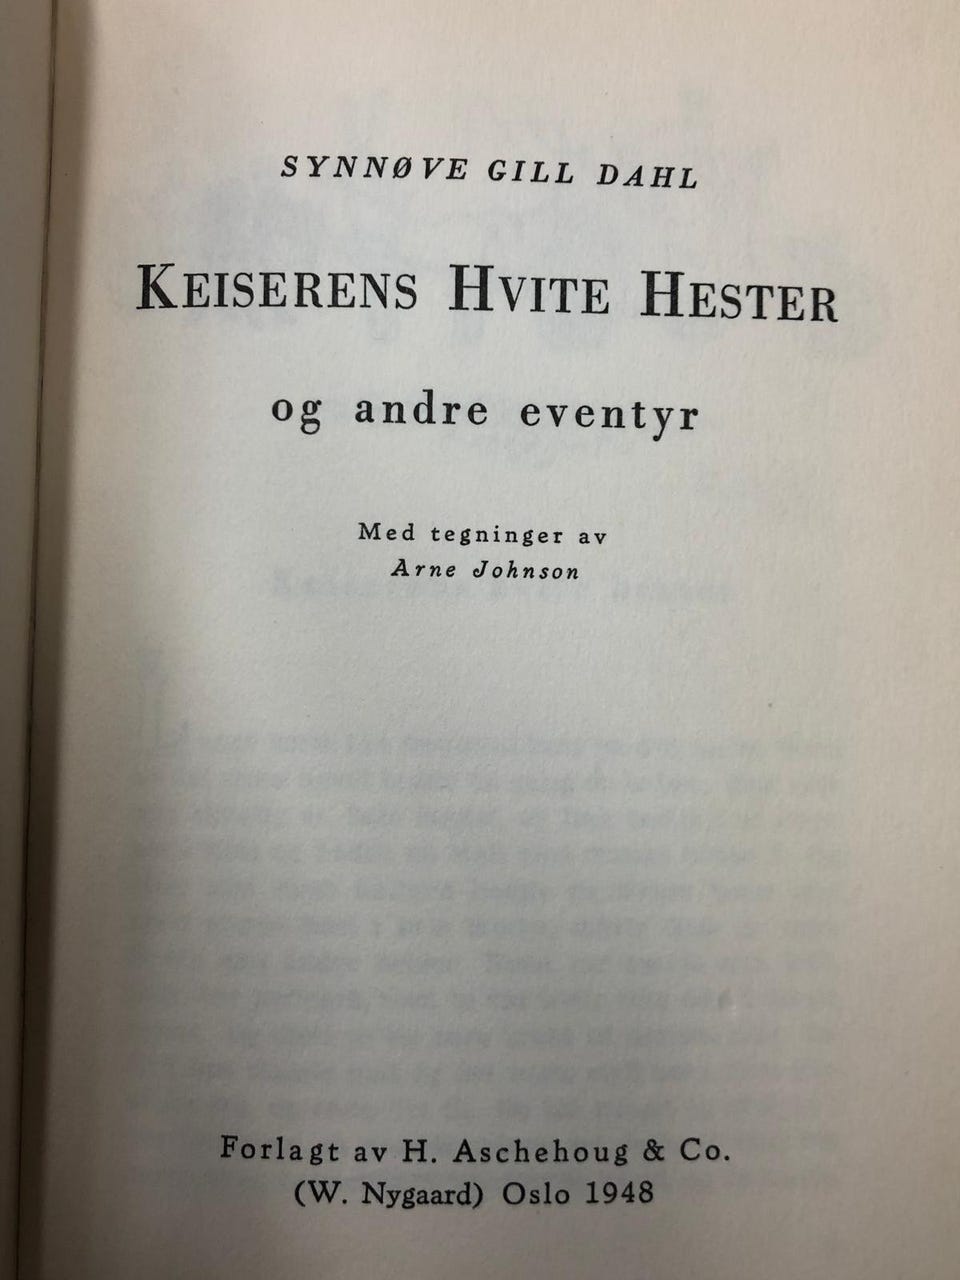 SYNNØVE GILL DAHL
KEISERENS HVITE HESTER
og andre eventyr
Med tegninger av
Arne Johnson
Forlagt av H. Aschehoug & Co.
(W. Nygaard) Oslo 1948